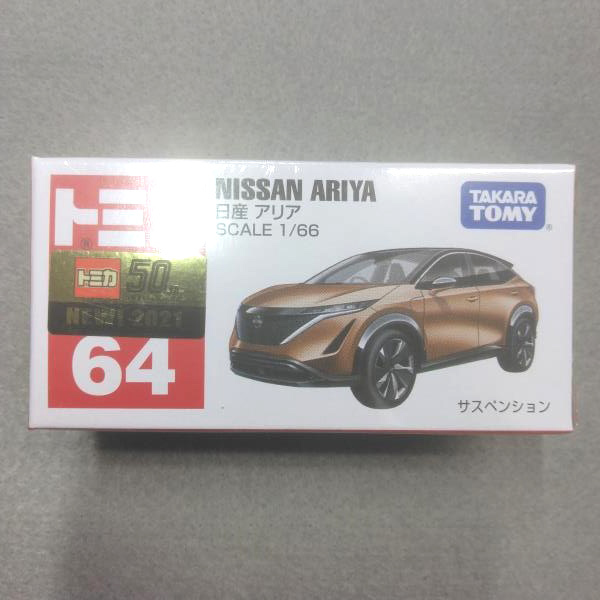 トミ
®
NISSAN ARIYA
日産 アリア
SCALE 1/66
TAKARA
TOMY
®
トミカ
50
NEW! 2021
64
サスペンション